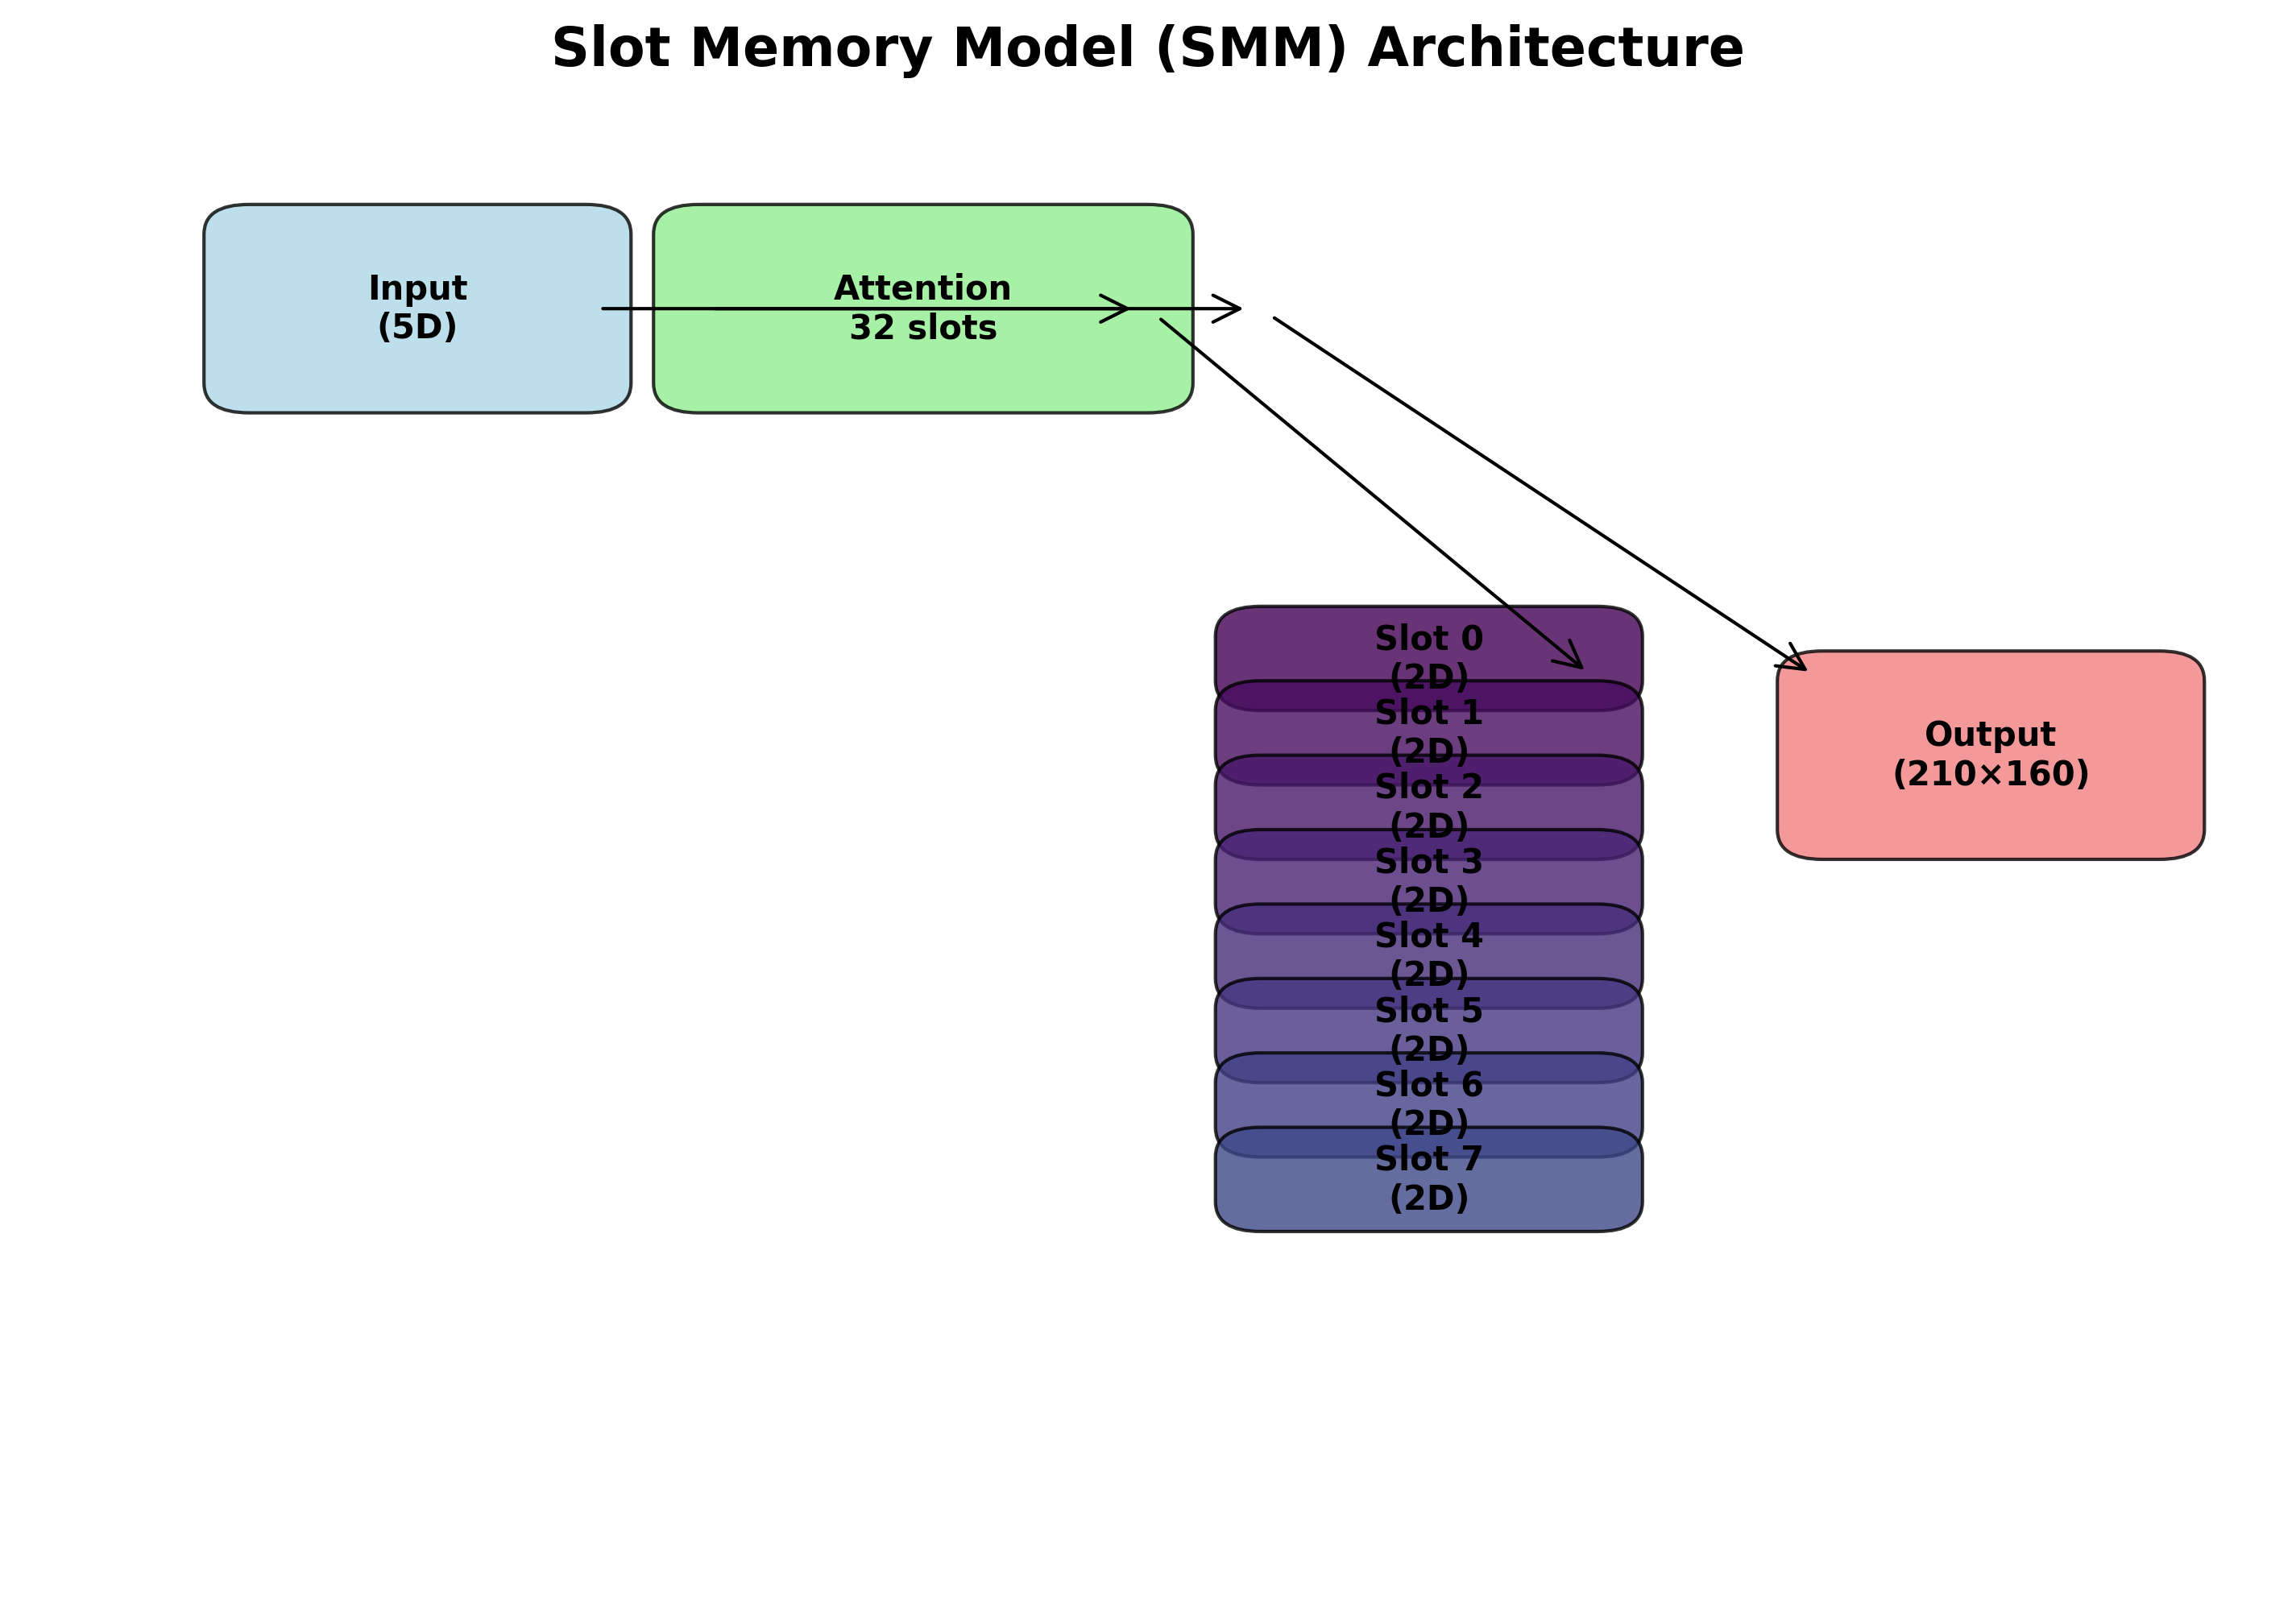 Slot Memory Model (SMM) Architecture
Input
(5D)
Attention
32 slots
Slot 0
(2D)
Slot 1
(2D)
Slot 2
(2D)
Slot 3
(2D)
Slot 4
(2D)
Slot 5
(2D)
Slot 6
(2D)
Slot 7
(2D)
Output
(210×160)